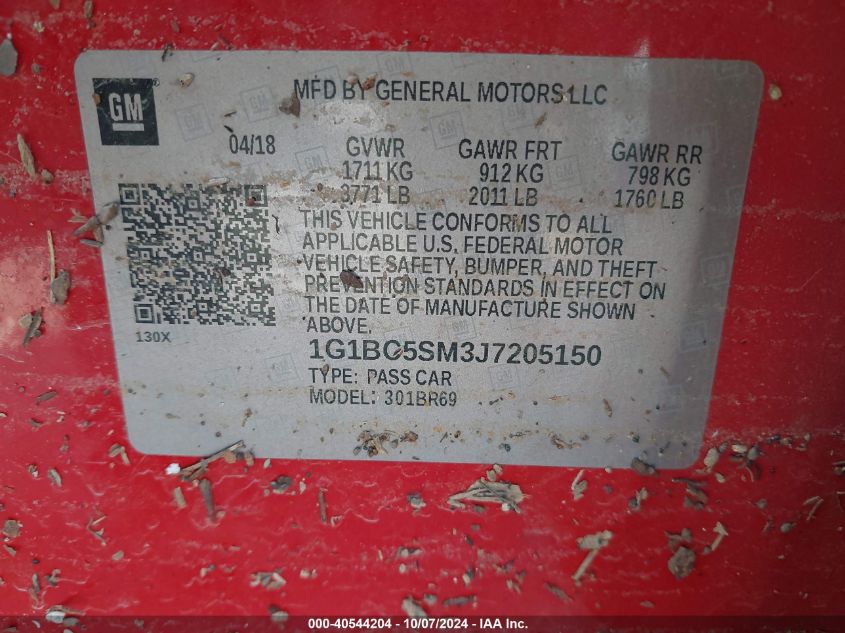 GM
MFD BY GENERAL MOTORS LLC
04/18 GVWR GAWR FRT GAWR RR
1711 KG 912 KG 798 KG
3771 LB 2011 LB 1760 LB
THIS VEHICLE CONFORMS TO ALL
APPLICABLE U.S. FEDERAL MOTOR
VEHICLE SAFETY, BUMPER, AND THEFT
PREVENTION STANDARDS IN EFFECT ON
THE DATE OF MANUFACTURE SHOWN
ABOVE.
130X
1G1BC5SM3J7205150
TYPE: PASS CAR
MODEL: 301BR69
000-40544204 - 10/07/2024 - IAA Inc.